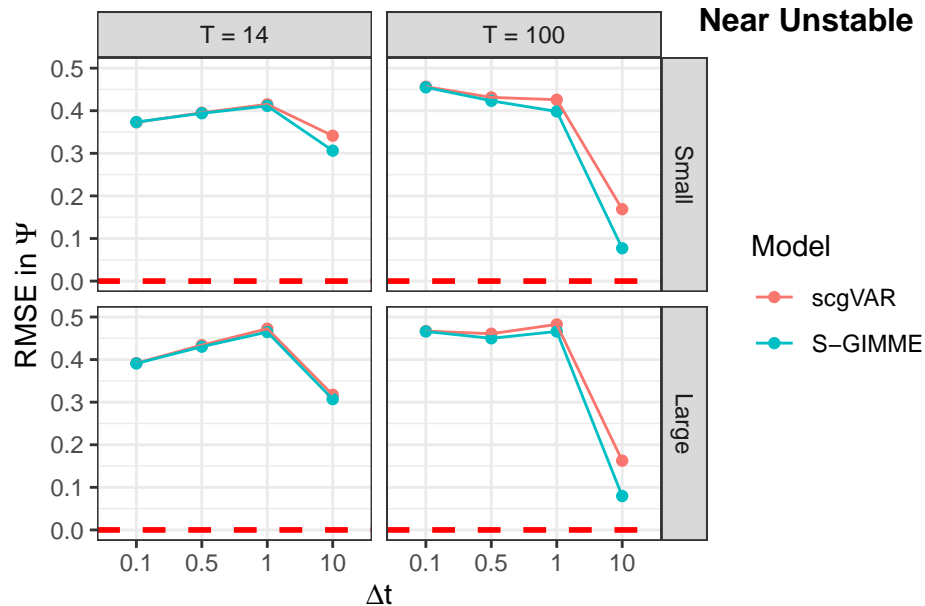 Near Unstable
T = 14
T = 100
RMSE in Ψ
0.5
0.4
0.3
0.2
0.1
0.0
Small
0.5
0.4
0.3
0.2
0.1
0.0
Large
0.1 0.5 1 10
0.1 0.5 1 10
Δt
Model
scgVAR
S−GIMME